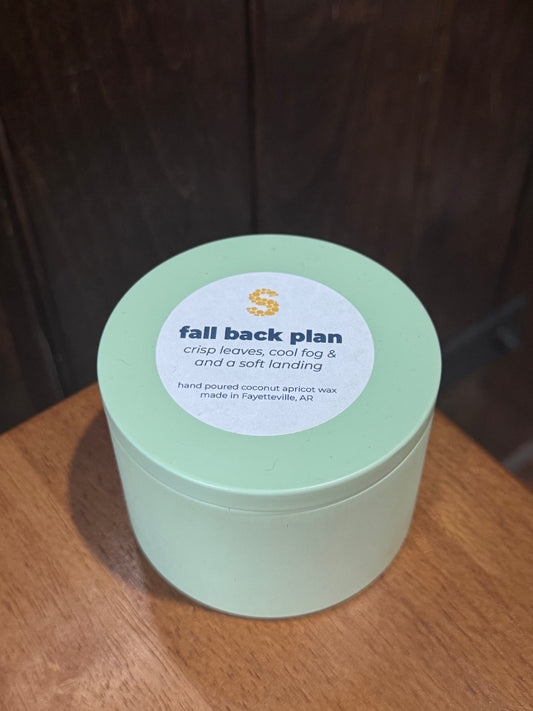 S
fall back plan
crisp leaves, cool fog &
and a soft landing
hand poured coconut apricot wax
made in Fayetteville, AR